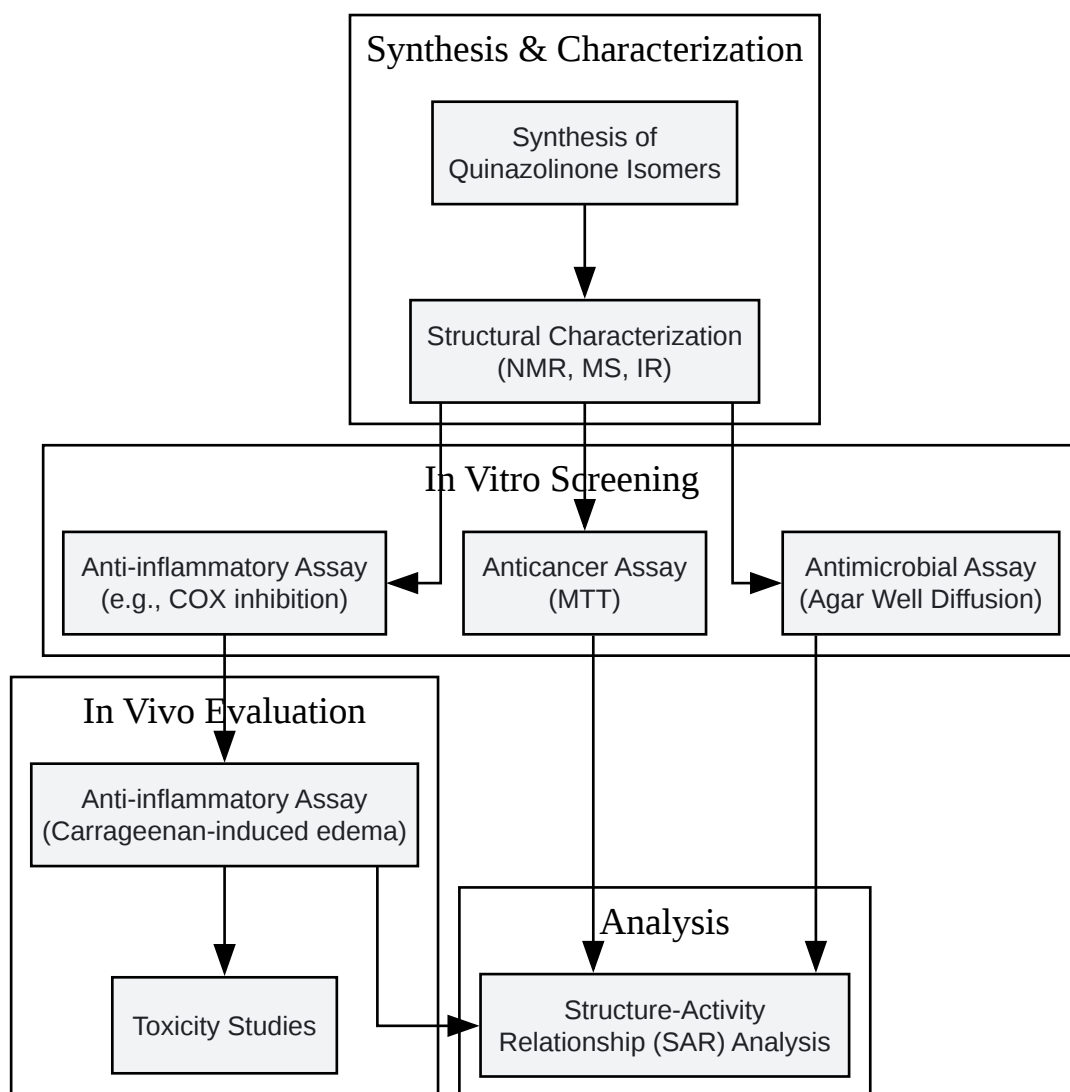 Synthesis & Characterization
Synthesis of
Quinazolinone Isomers
Structural Characterization
(NMR, MS, IR)
In Vitro Screening
Anti-inflammatory Assay
(e.g., COX inhibition)
Anticancer Assay
(MTT)
Antimicrobial Assay
(Agar Well Diffusion)
In Vivo Evaluation
Anti-inflammatory Assay
(Carrageenan-induced edema)
Toxicity Studies
Analysis
Structure-Activity
Relationship (SAR) Analysis